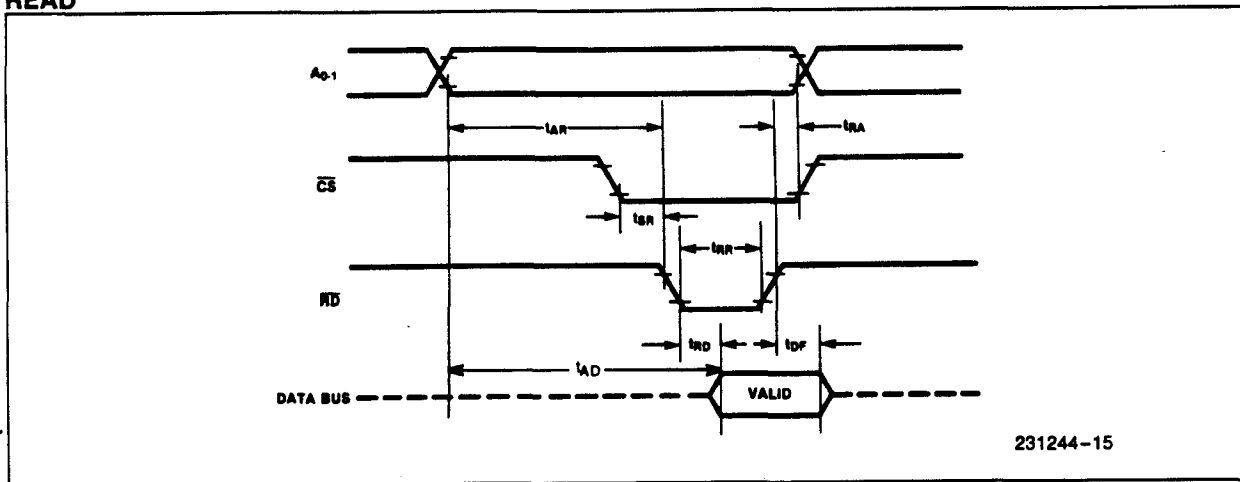 READ
A0-1
tAR
tRA
CS
tSR
tRR
RD
tRD
tDF
tAD
DATA BUS
VALID
231244-15